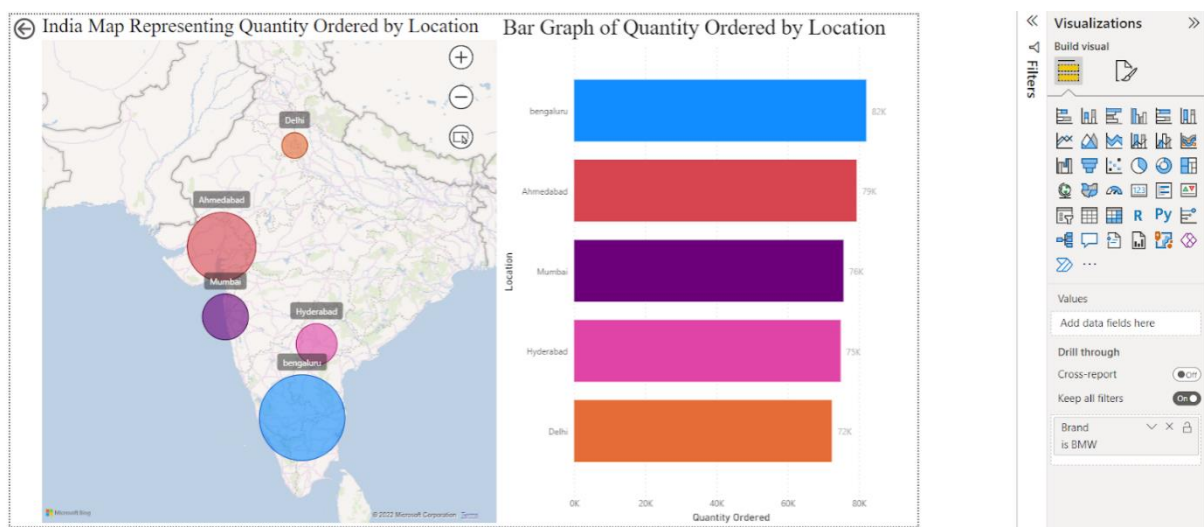 India Map Representing Quantity Ordered by Location
Delhi
Ahmedabad
Mumbai
Hyderabad
bengaluru
Microsoft Bing
© 2022 Microsoft Corporation Terms
Bar Graph of Quantity Ordered by Location
Location
bengaluru 82K
Ahmedabad 79K
Mumbai 76K
Hyderabad 75K
Delhi 72K
0K 20K 40K 60K 80K
Quantity Ordered
Filters
Visualizations
Build visual
123
R Py
Values
Add data fields here
Drill through
Cross-report Off
Keep all filters On
Brand
is BMW